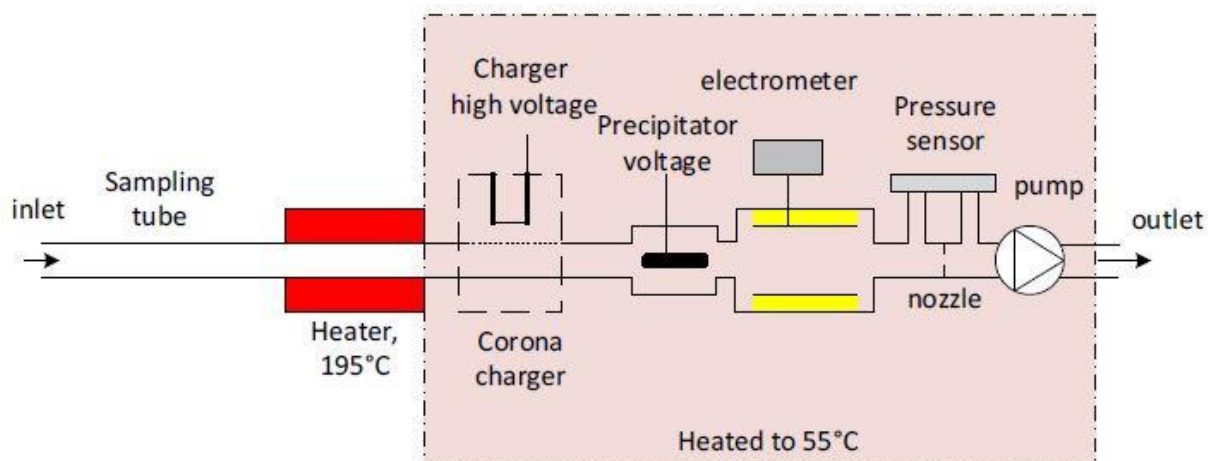 inlet
Sampling
tube
Heater,
195°C
Charger
high voltage
Corona
charger
Precipitator
voltage
electrometer
Pressure
sensor
nozzle
pump
outlet
Heated to 55°C